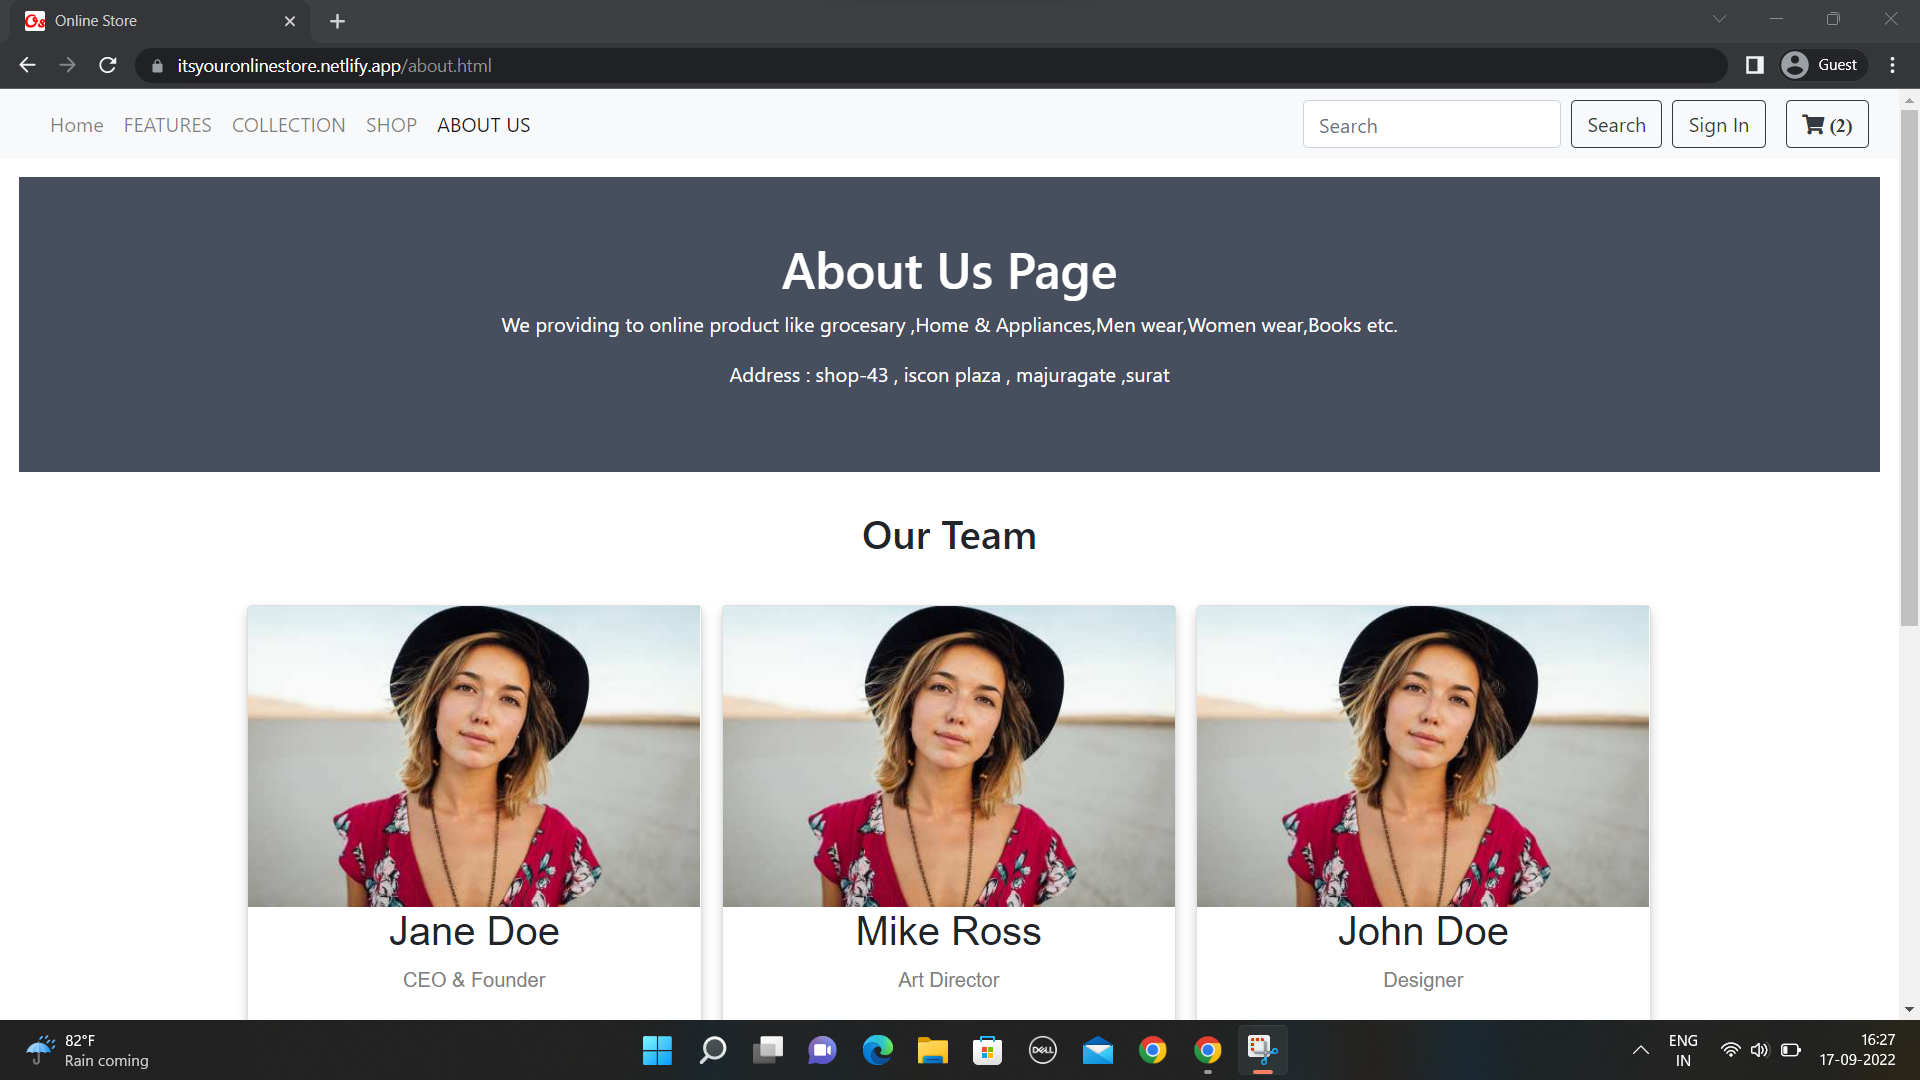 Online Store
itsyouronlinestore.netlify.app/about.html
Guest
Home FEATURES COLLECTION SHOP ABOUT US Search Search Sign In (2)
About Us Page
We providing to online product like grocesary ,Home & Appliances,Men wear,Women wear,Books etc.
Address : shop-43 , iscon plaza , majuragate ,surat
Our Team
Jane Doe
CEO & Founder
Mike Ross
Art Director
John Doe
Designer
82°F
Rain coming
DELL
ENG
IN
16:27
17-09-2022